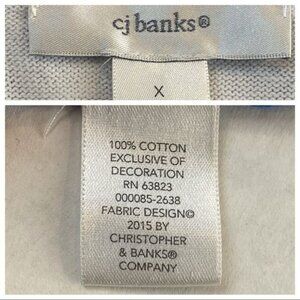 cj banks®
X
100% COTTON
EXCLUSIVE OF
DECORATION
RN 63823
000085-2638
FABRIC DESIGN©
2015 BY
CHRISTOPHER
& BANKS®
COMPANY